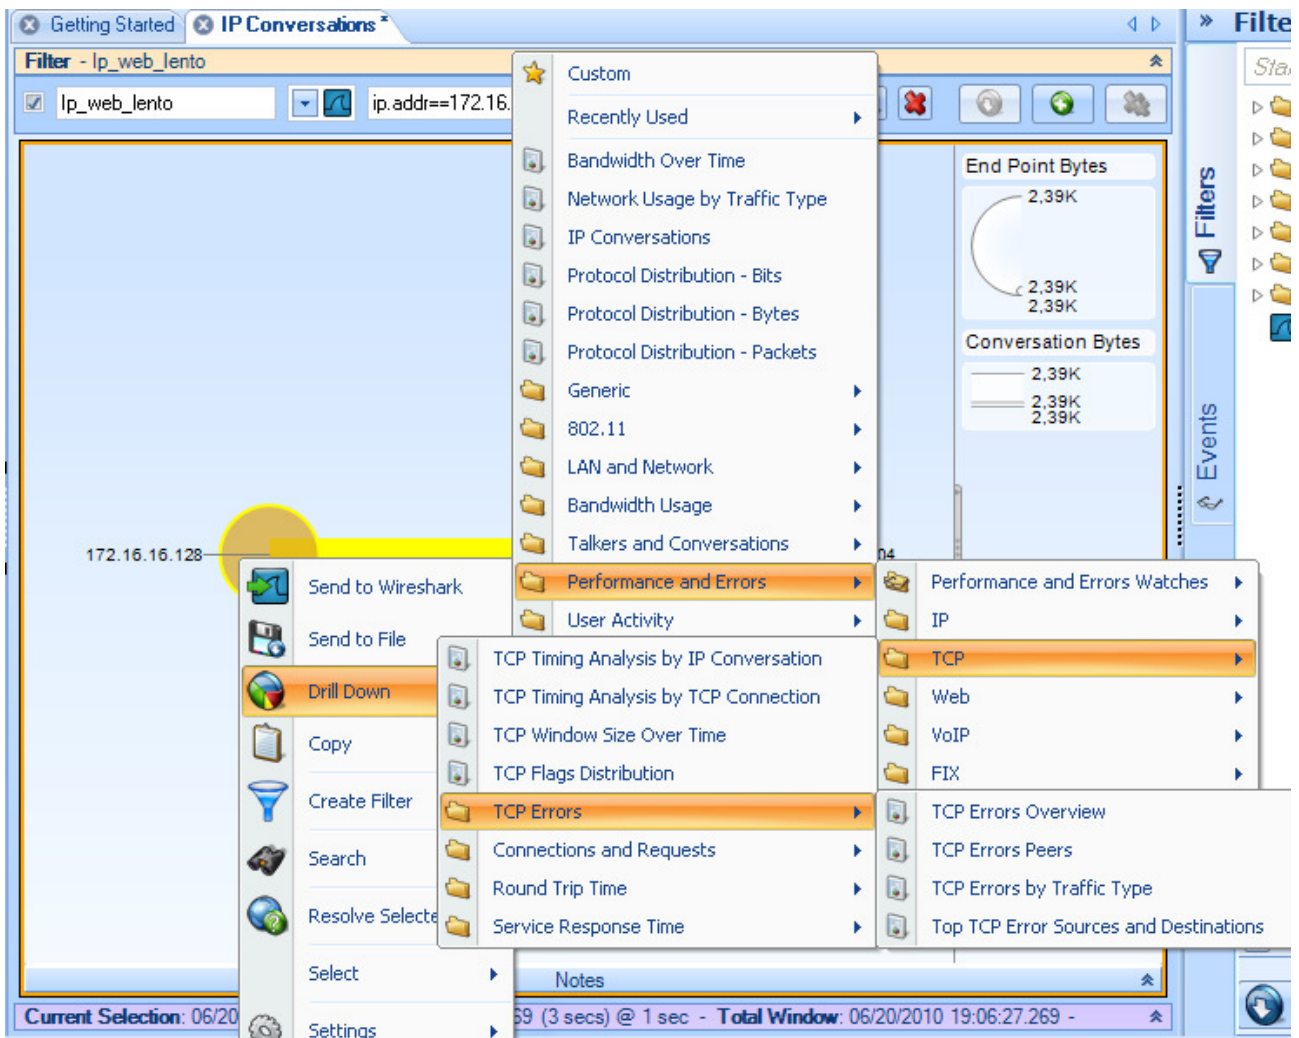 Getting Started
IP Conversations *
Filter - Ip_web_lento
Ip_web_lento
ip.addr==172.16.
Custom
Recently Used
Bandwidth Over Time
Network Usage by Traffic Type
IP Conversations
Protocol Distribution - Bits
Protocol Distribution - Bytes
Protocol Distribution - Packets
Generic
802.11
LAN and Network
Bandwidth Usage
Talkers and Conversations
Performance and Errors
User Activity
End Point Bytes
2,39K
2,39K
2,39K
Conversation Bytes
2,39K
2,39K
2,39K
Filters
Events
172.16.16.128
04
Send to Wireshark
Send to File
Drill Down
Copy
Create Filter
Search
Resolve Selecte
Select
Settings
TCP Timing Analysis by IP Conversation
TCP Timing Analysis by TCP Connection
TCP Window Size Over Time
TCP Flags Distribution
TCP Errors
Connections and Requests
Round Trip Time
Service Response Time
Performance and Errors Watches
IP
TCP
Web
VoIP
FIX
TCP Errors Overview
TCP Errors Peers
TCP Errors by Traffic Type
Top TCP Error Sources and Destinations
Notes
Current Selection: 06/20
69 (3 secs) @ 1 sec - Total Window: 06/20/2010 19:06:27.269 -